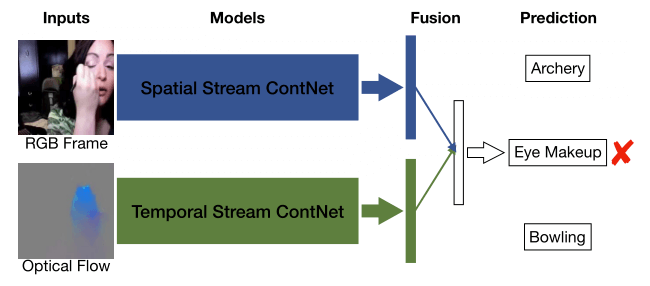 Inputs
Models
Fusion
Prediction
Spatial Stream ContNet
Archery
RGB Frame
Eye Makeup
Temporal Stream ContNet
Bowling
Optical Flow